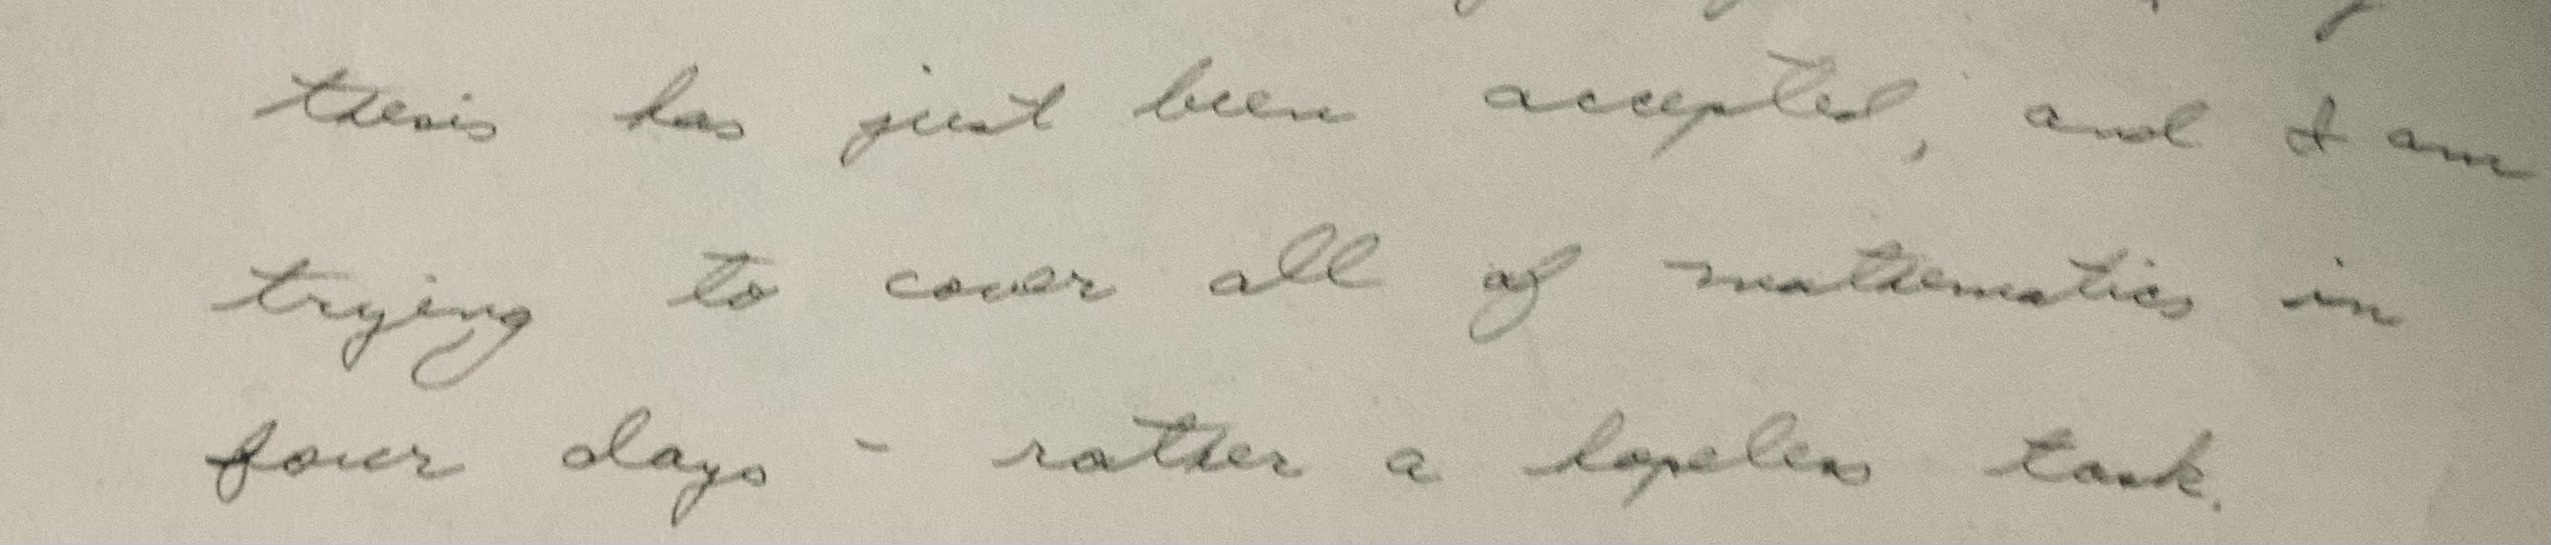 thesis has just been accepted, and I am
trying to cover all of mathematics in
four days - rather a hopeless task.